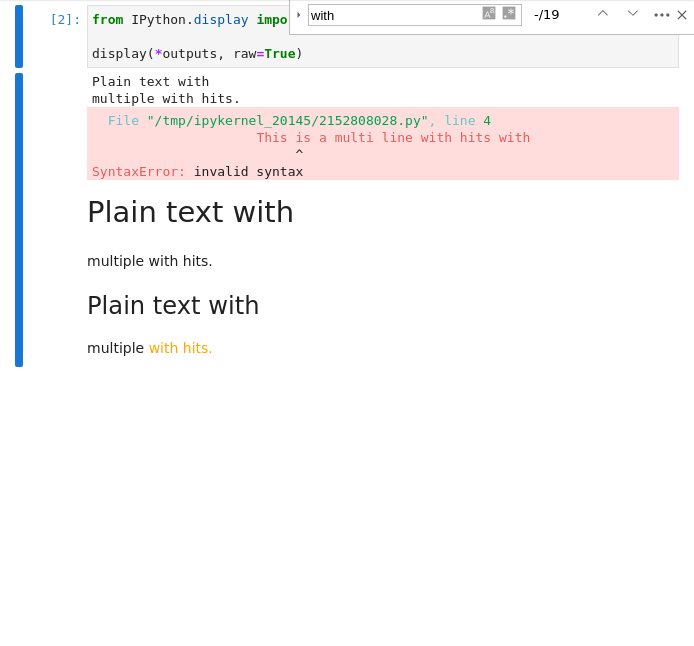 [2]: from IPython.display impo
with
-/19
display(*outputs, raw=True)
Plain text with
multiple with hits.
File "/tmp/ipykernel_20145/2152808028.py", line 4
This is a multi line with hits with
^
SyntaxError: invalid syntax
Plain text with
multiple with hits.
Plain text with
multiple with hits.